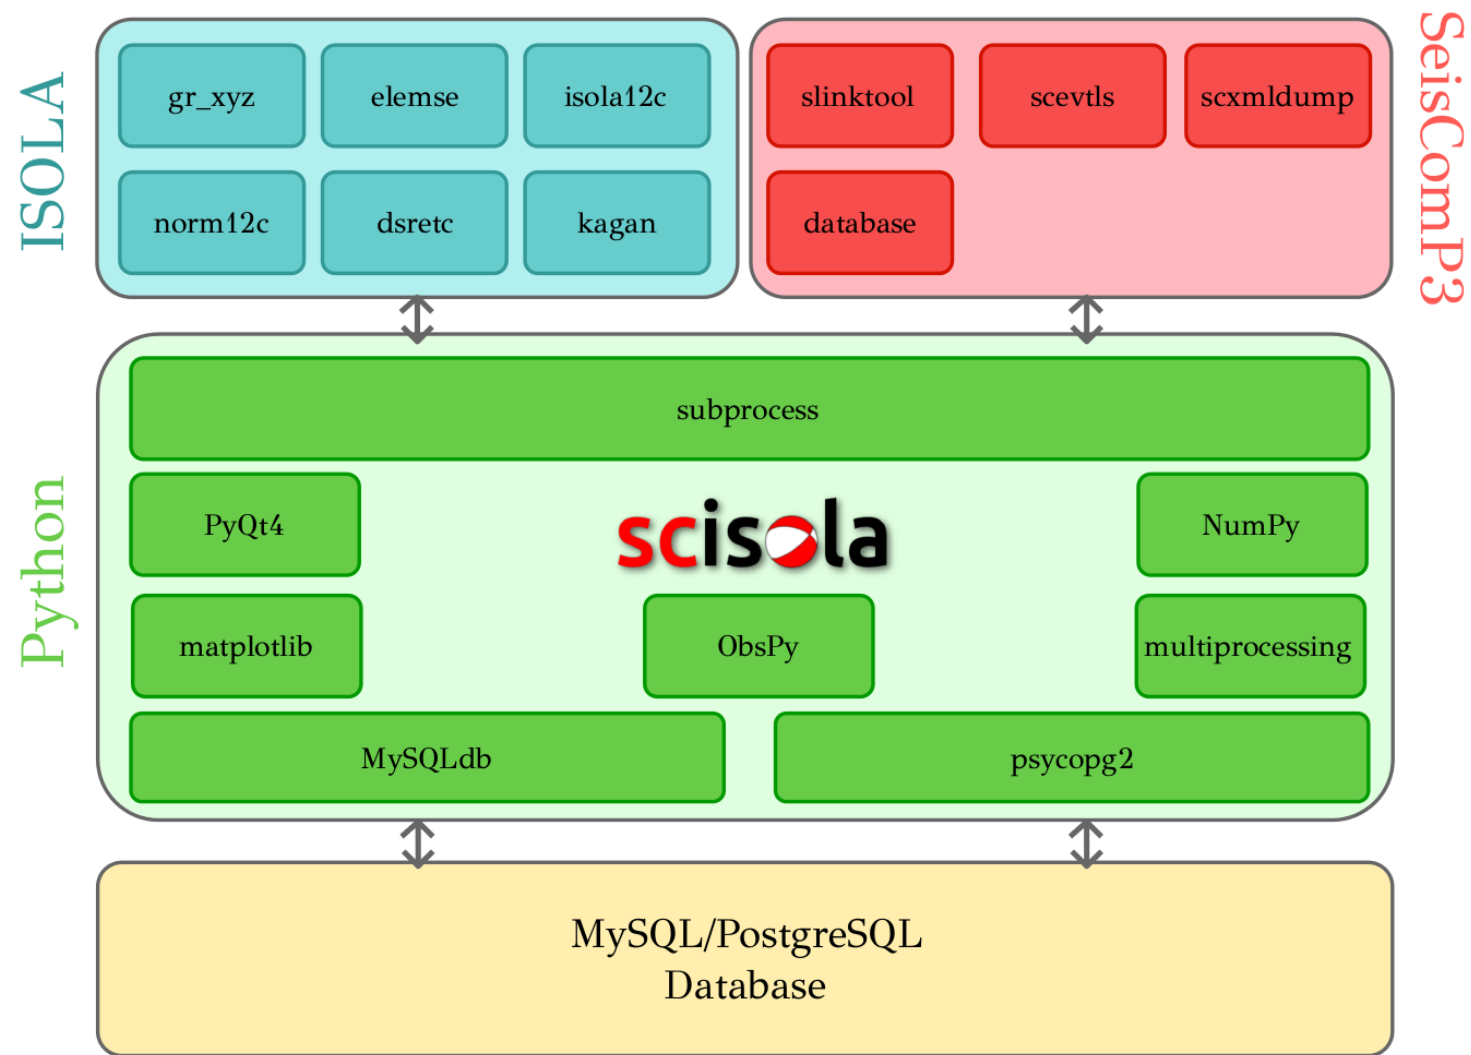 ISOLA
gr_xyz
elemse
isola12c
norm12c
dsretc
kagan
SeisComP3
slinktool
scevtls
scxmldump
database
Python
subprocess
PyQt4
scisola
NumPy
matplotlib
ObsPy
multiprocessing
MySQLdb
psycopg2
MySQL/PostgreSQL
Database